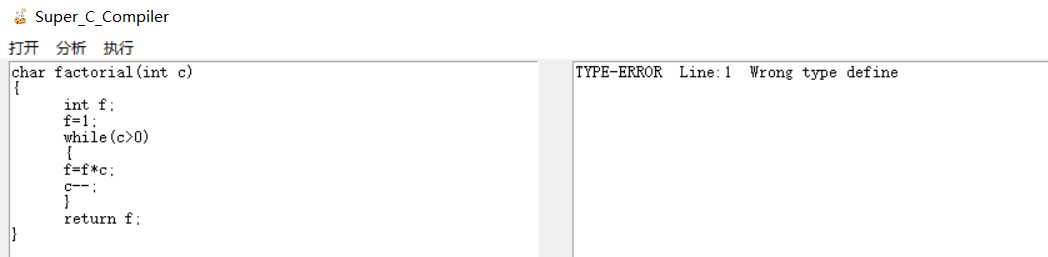 Super_C_Compiler
打开 分析 执行
char factorial(int c)
{
int f;
f=1;
while(c>0)
{
f=f*c;
c--;
}
return f;
}
TYPE-ERROR Line:1 Wrong type define